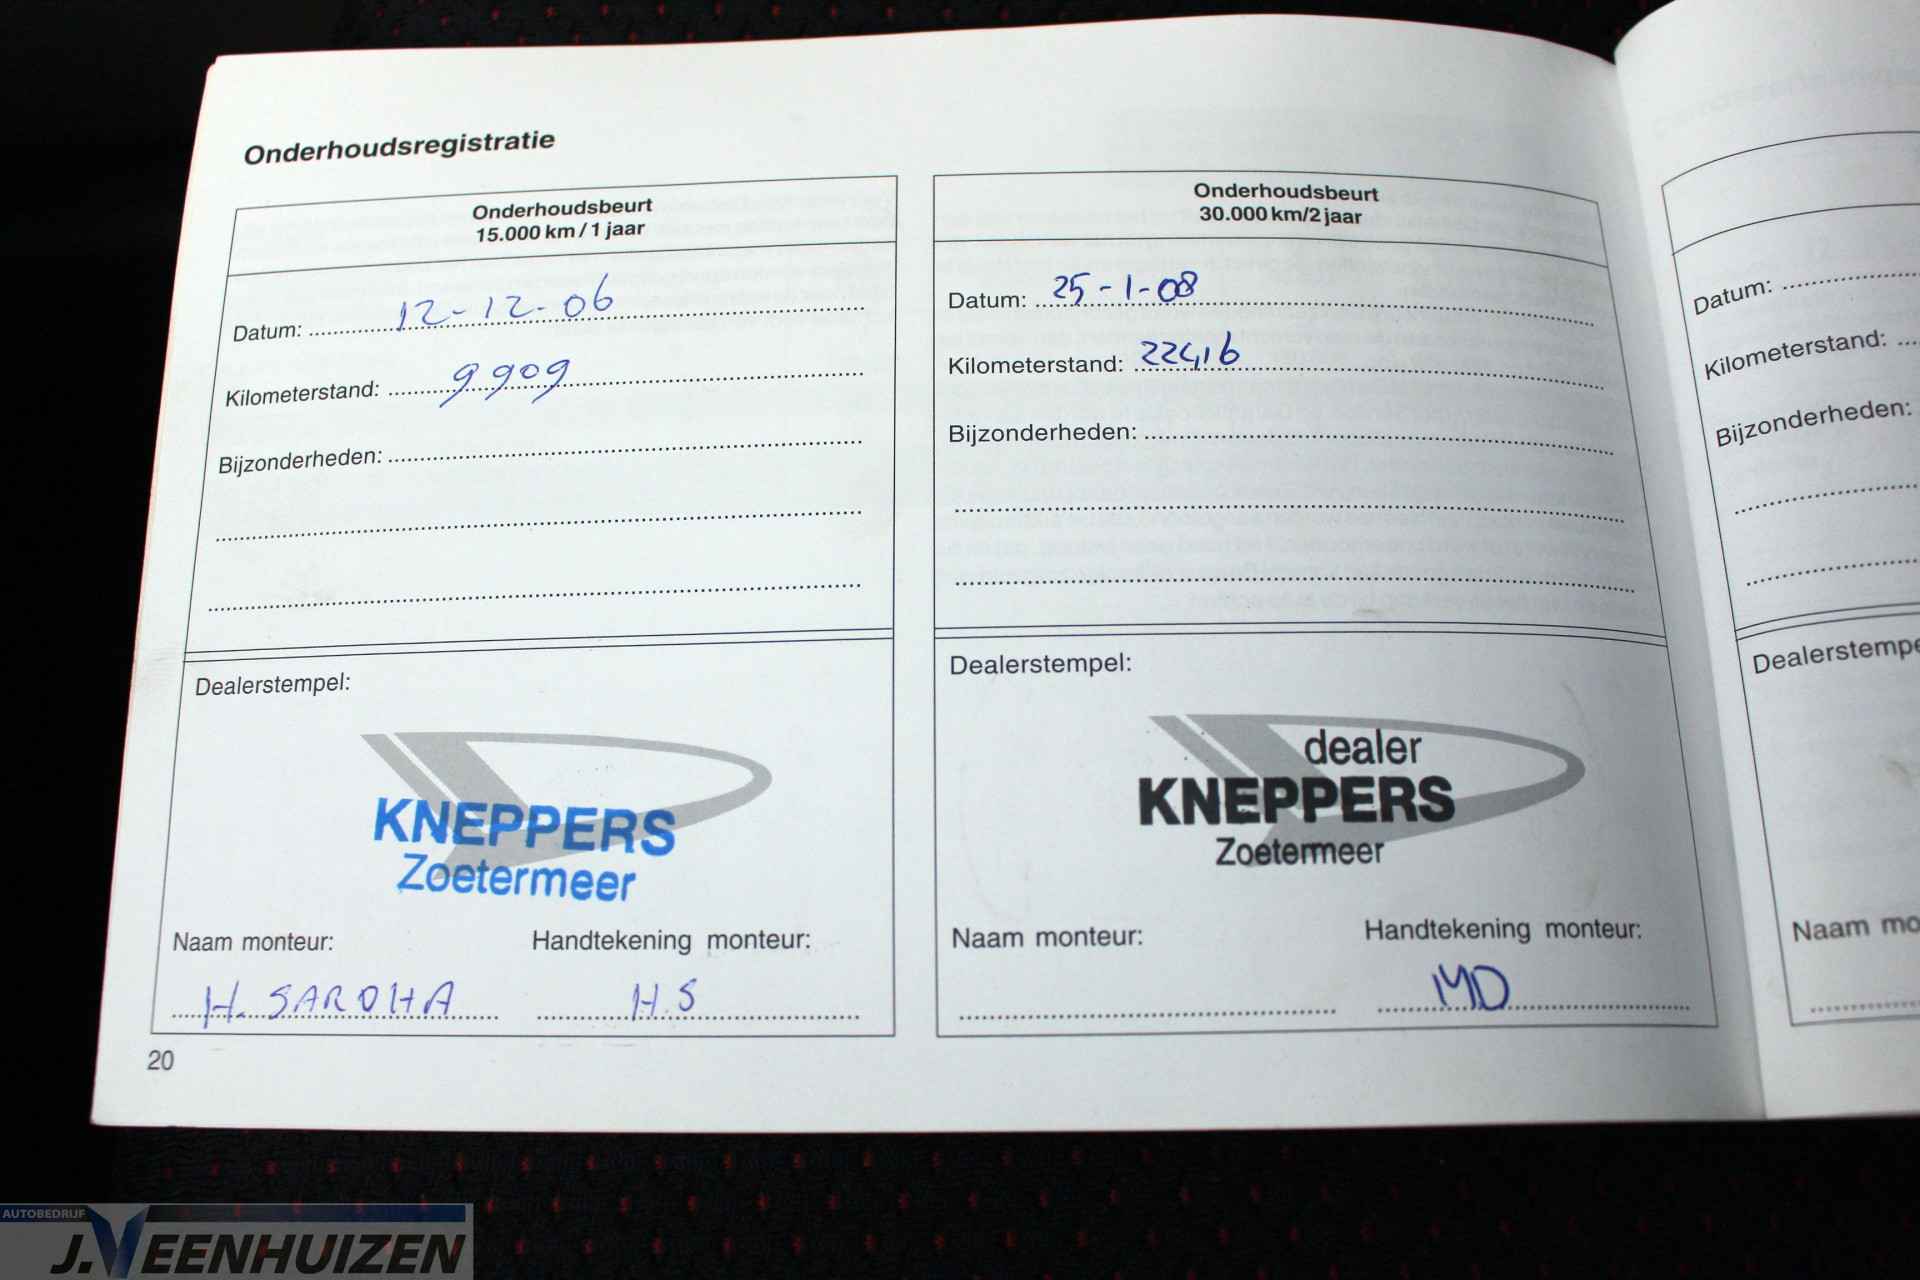 Onderhoudsregistratie
Onderhoudsbeurt
15.000 km / 1 jaar
Datum: 12-12-06
Kilometerstand: 9909
Bijzonderheden:
Dealerstempel:
KNEPPERS
Zoetermeer
Naam monteur: Handtekening monteur:
H. SAROHA H.S
20
Onderhoudsbeurt
30.000 km/2 jaar
Datum: 25-1-08
Kilometerstand:
Bijzonderheden:
Dealerstempel:
dealer
KNEPPERS
Zoetermeer
Naam monteur: Handtekening monteur:
MD
Datum:
Kilometerstand:
Bijzonderheden:
Dealerstempe
Naam mo
AUTOBEDRIJF
J.VEENHUIZEN